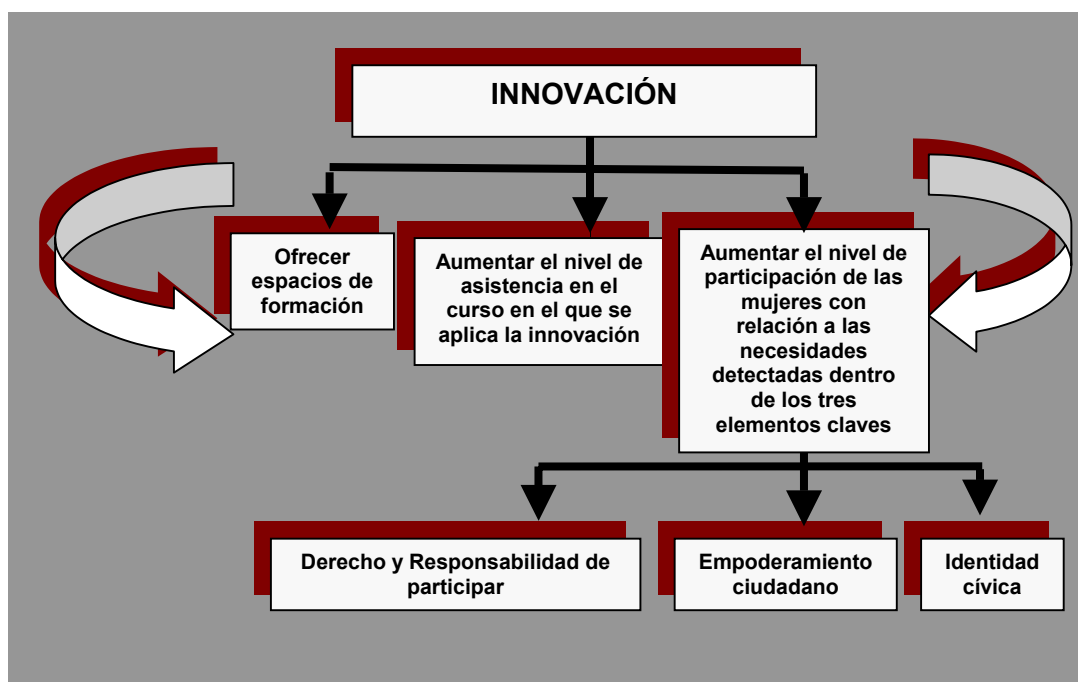 INNOVACIÓN
Ofrecer
espacios de
formación
Aumentar el nivel de
asistencia en el
curso en el que se
aplica la innovación
Aumentar el nivel de
participación de las
mujeres con
relación a las
necesidades
detectadas dentro
de los tres
elementos claves
Derecho y Responsabilidad de
participar
Empoderamiento
ciudadano
Identidad
cívica